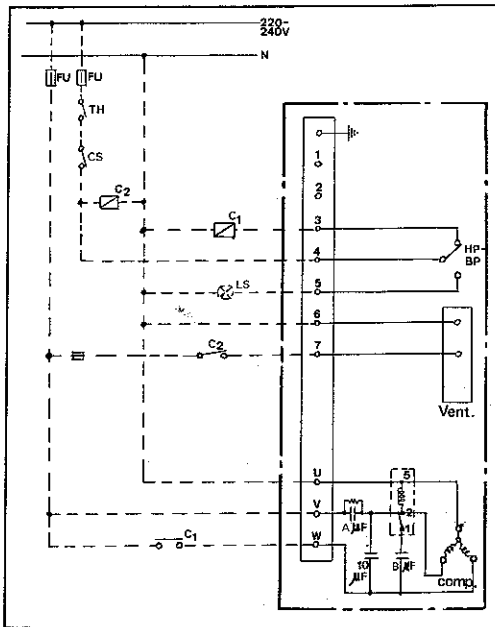 220-
240V
N
FU
FU
TH
CS
C2
C1
1
2
3
4
HP-
BP
LS
5
6
C2
7
Vent.
U
5
V
2
A µF
1
W
C1
10
µF
B µF
comp.